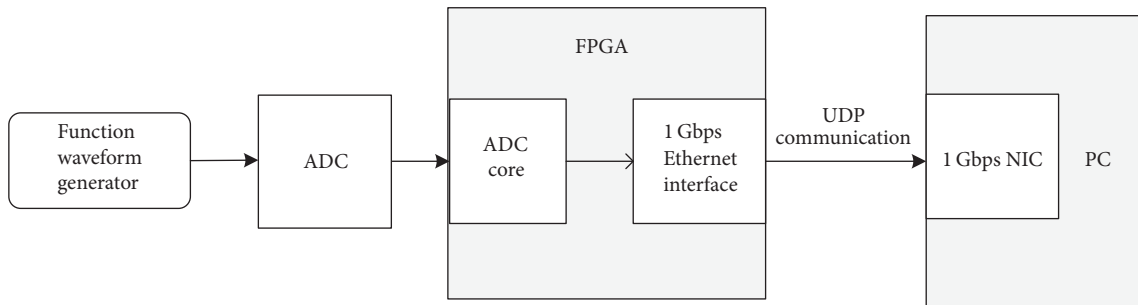 Function
waveform
generator
ADC
FPGA
ADC
core
1 Gbps
Ethernet
interface
UDP
communication
1 Gbps NIC
PC